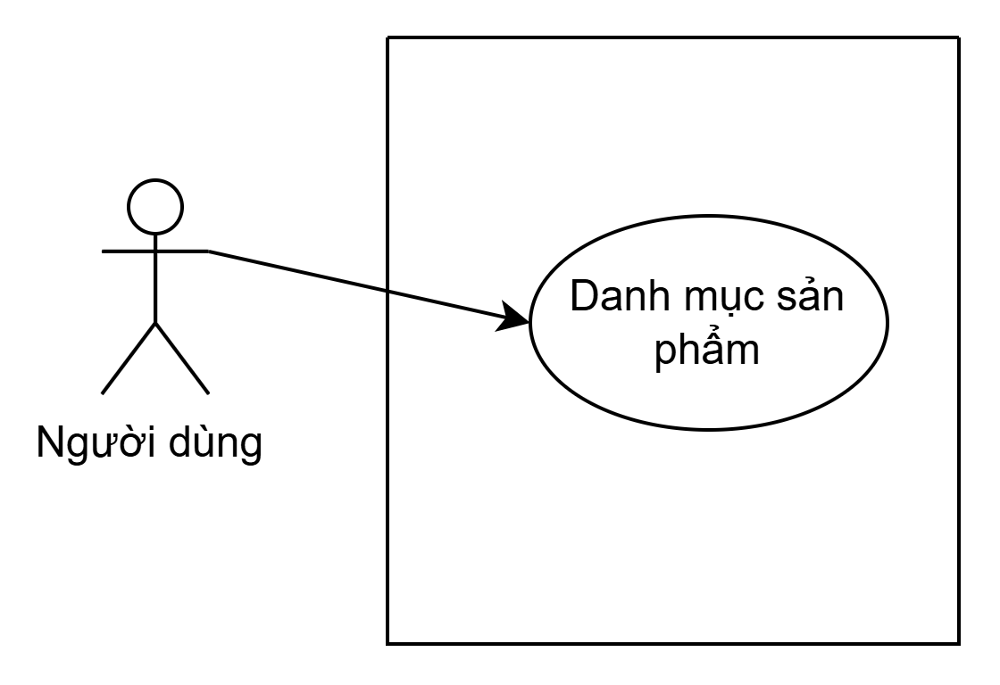 Danh mục sản
phẩm
Người dùng